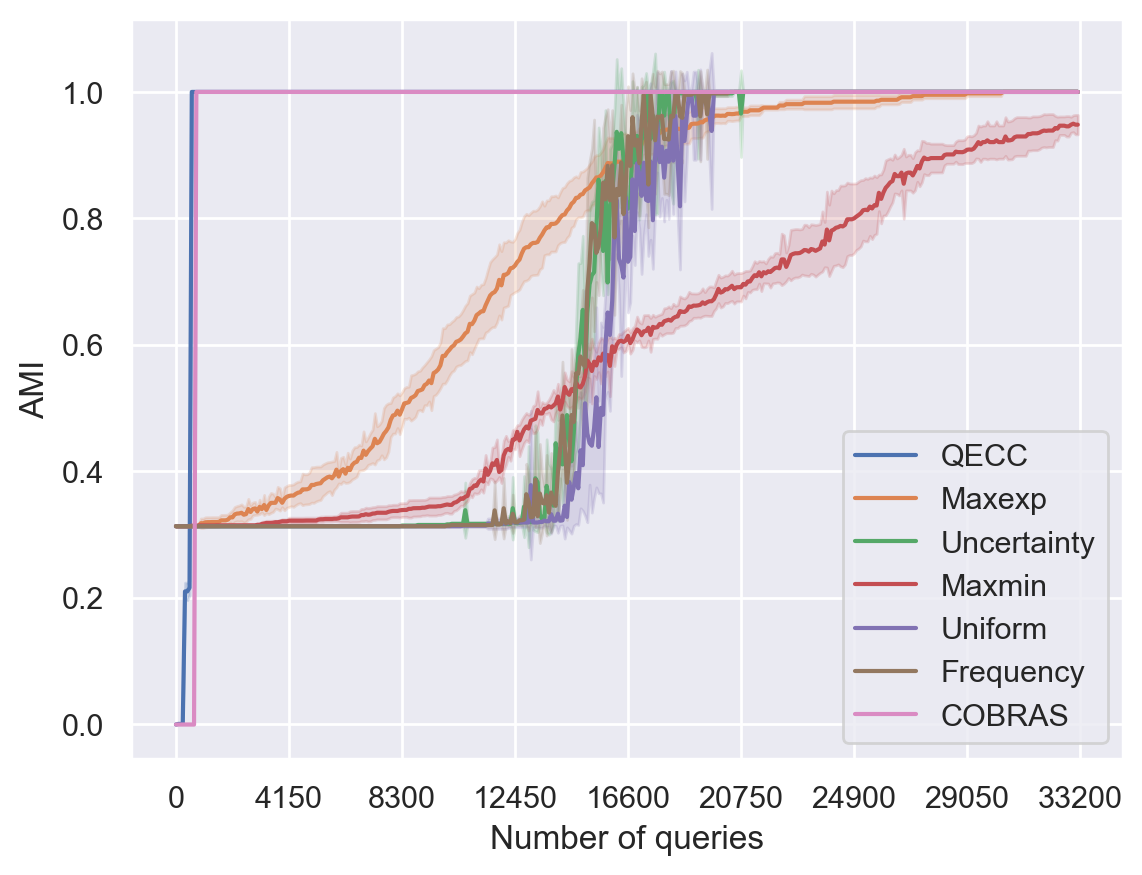 1.0
0.8
0.6
0.4
0.2
0.0
AMI
0 4150 8300 12450 16600 20750 24900 29050 33200
Number of queries
QECC
Maxexp
Uncertainty
Maxmin
Uniform
Frequency
COBRAS